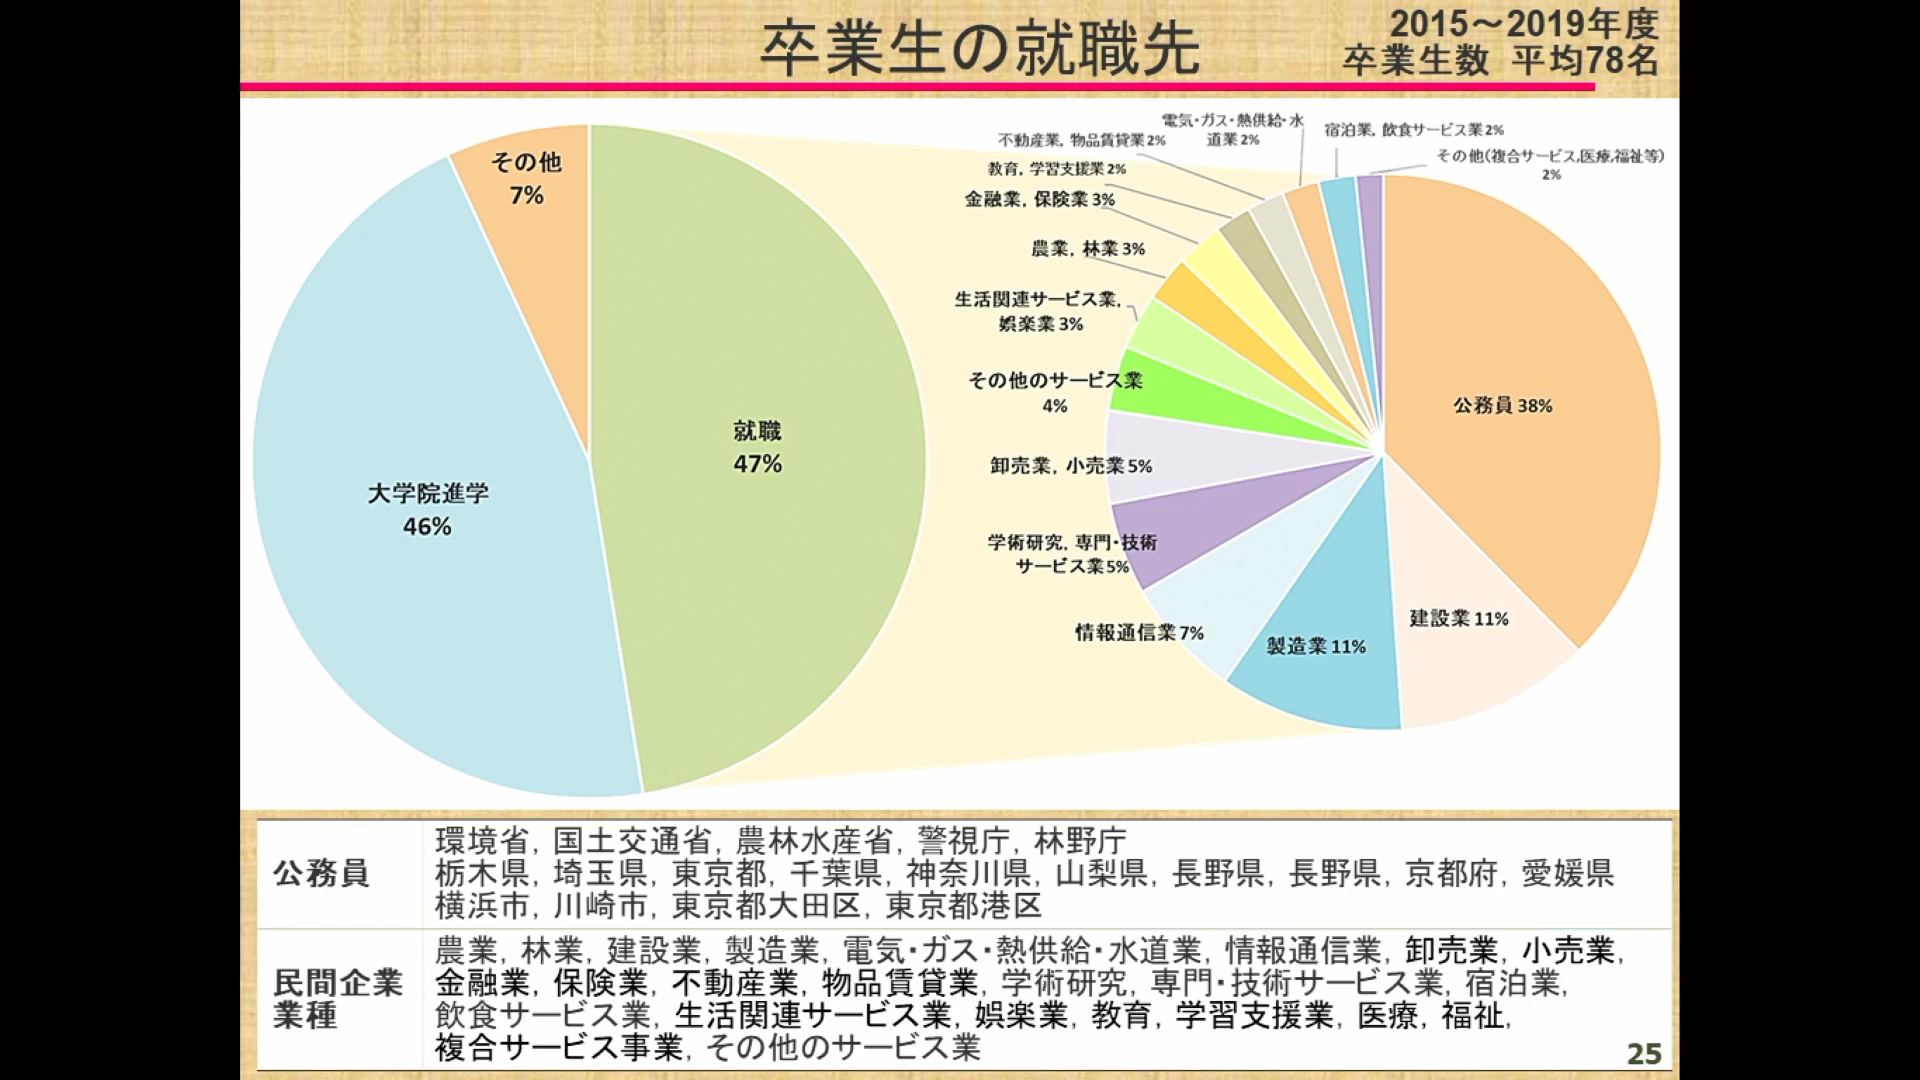 卒業生の就職先
2015～2019年度
卒業生数 平均78名
その他
7%
就職
47%
大学院進学
46%
電気・ガス・熱供給・水
道業2%
宿泊業, 飲食サービス業2%
不動産業, 物品賃貸業2%
その他(複合サービス,医療,福祉等)
2%
教育, 学習支援業2%
金融業, 保険業3%
農業, 林業3%
生活関連サービス業,
娯楽業3%
その他のサービス業
4%
卸売業, 小売業5%
学術研究, 専門・技術
サービス業5%
情報通信業7%
製造業11%
建設業11%
公務員38%
公務員
環境省, 国土交通省, 農林水産省, 警視庁, 林野庁
栃木県, 埼玉県, 東京都, 千葉県, 神奈川県, 山梨県, 長野県, 長野県, 京都府, 愛媛県
横浜市, 川崎市, 東京都大田区, 東京都港区
民間企業
業種
農業, 林業, 建設業, 製造業, 電気・ガス・熱供給・水道業, 情報通信業, 卸売業, 小売業,
金融業, 保険業, 不動産業, 物品賃貸業, 学術研究, 専門・技術サービス業, 宿泊業,
飲食サービス業, 生活関連サービス業, 娯楽業, 教育, 学習支援業, 医療, 福祉,
複合サービス事業, その他のサービス業
25